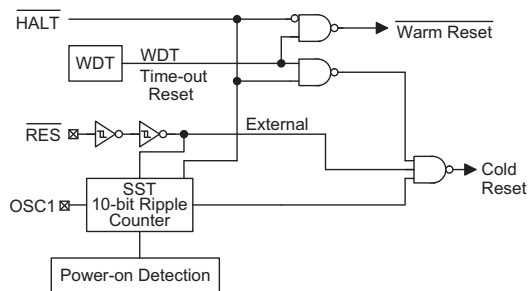 HALT
Warm Reset
WDT
WDT
Time-out
Reset
RES
External
Cold
Reset
OSC1
SST
10-bit Ripple
Counter
Power-on Detection